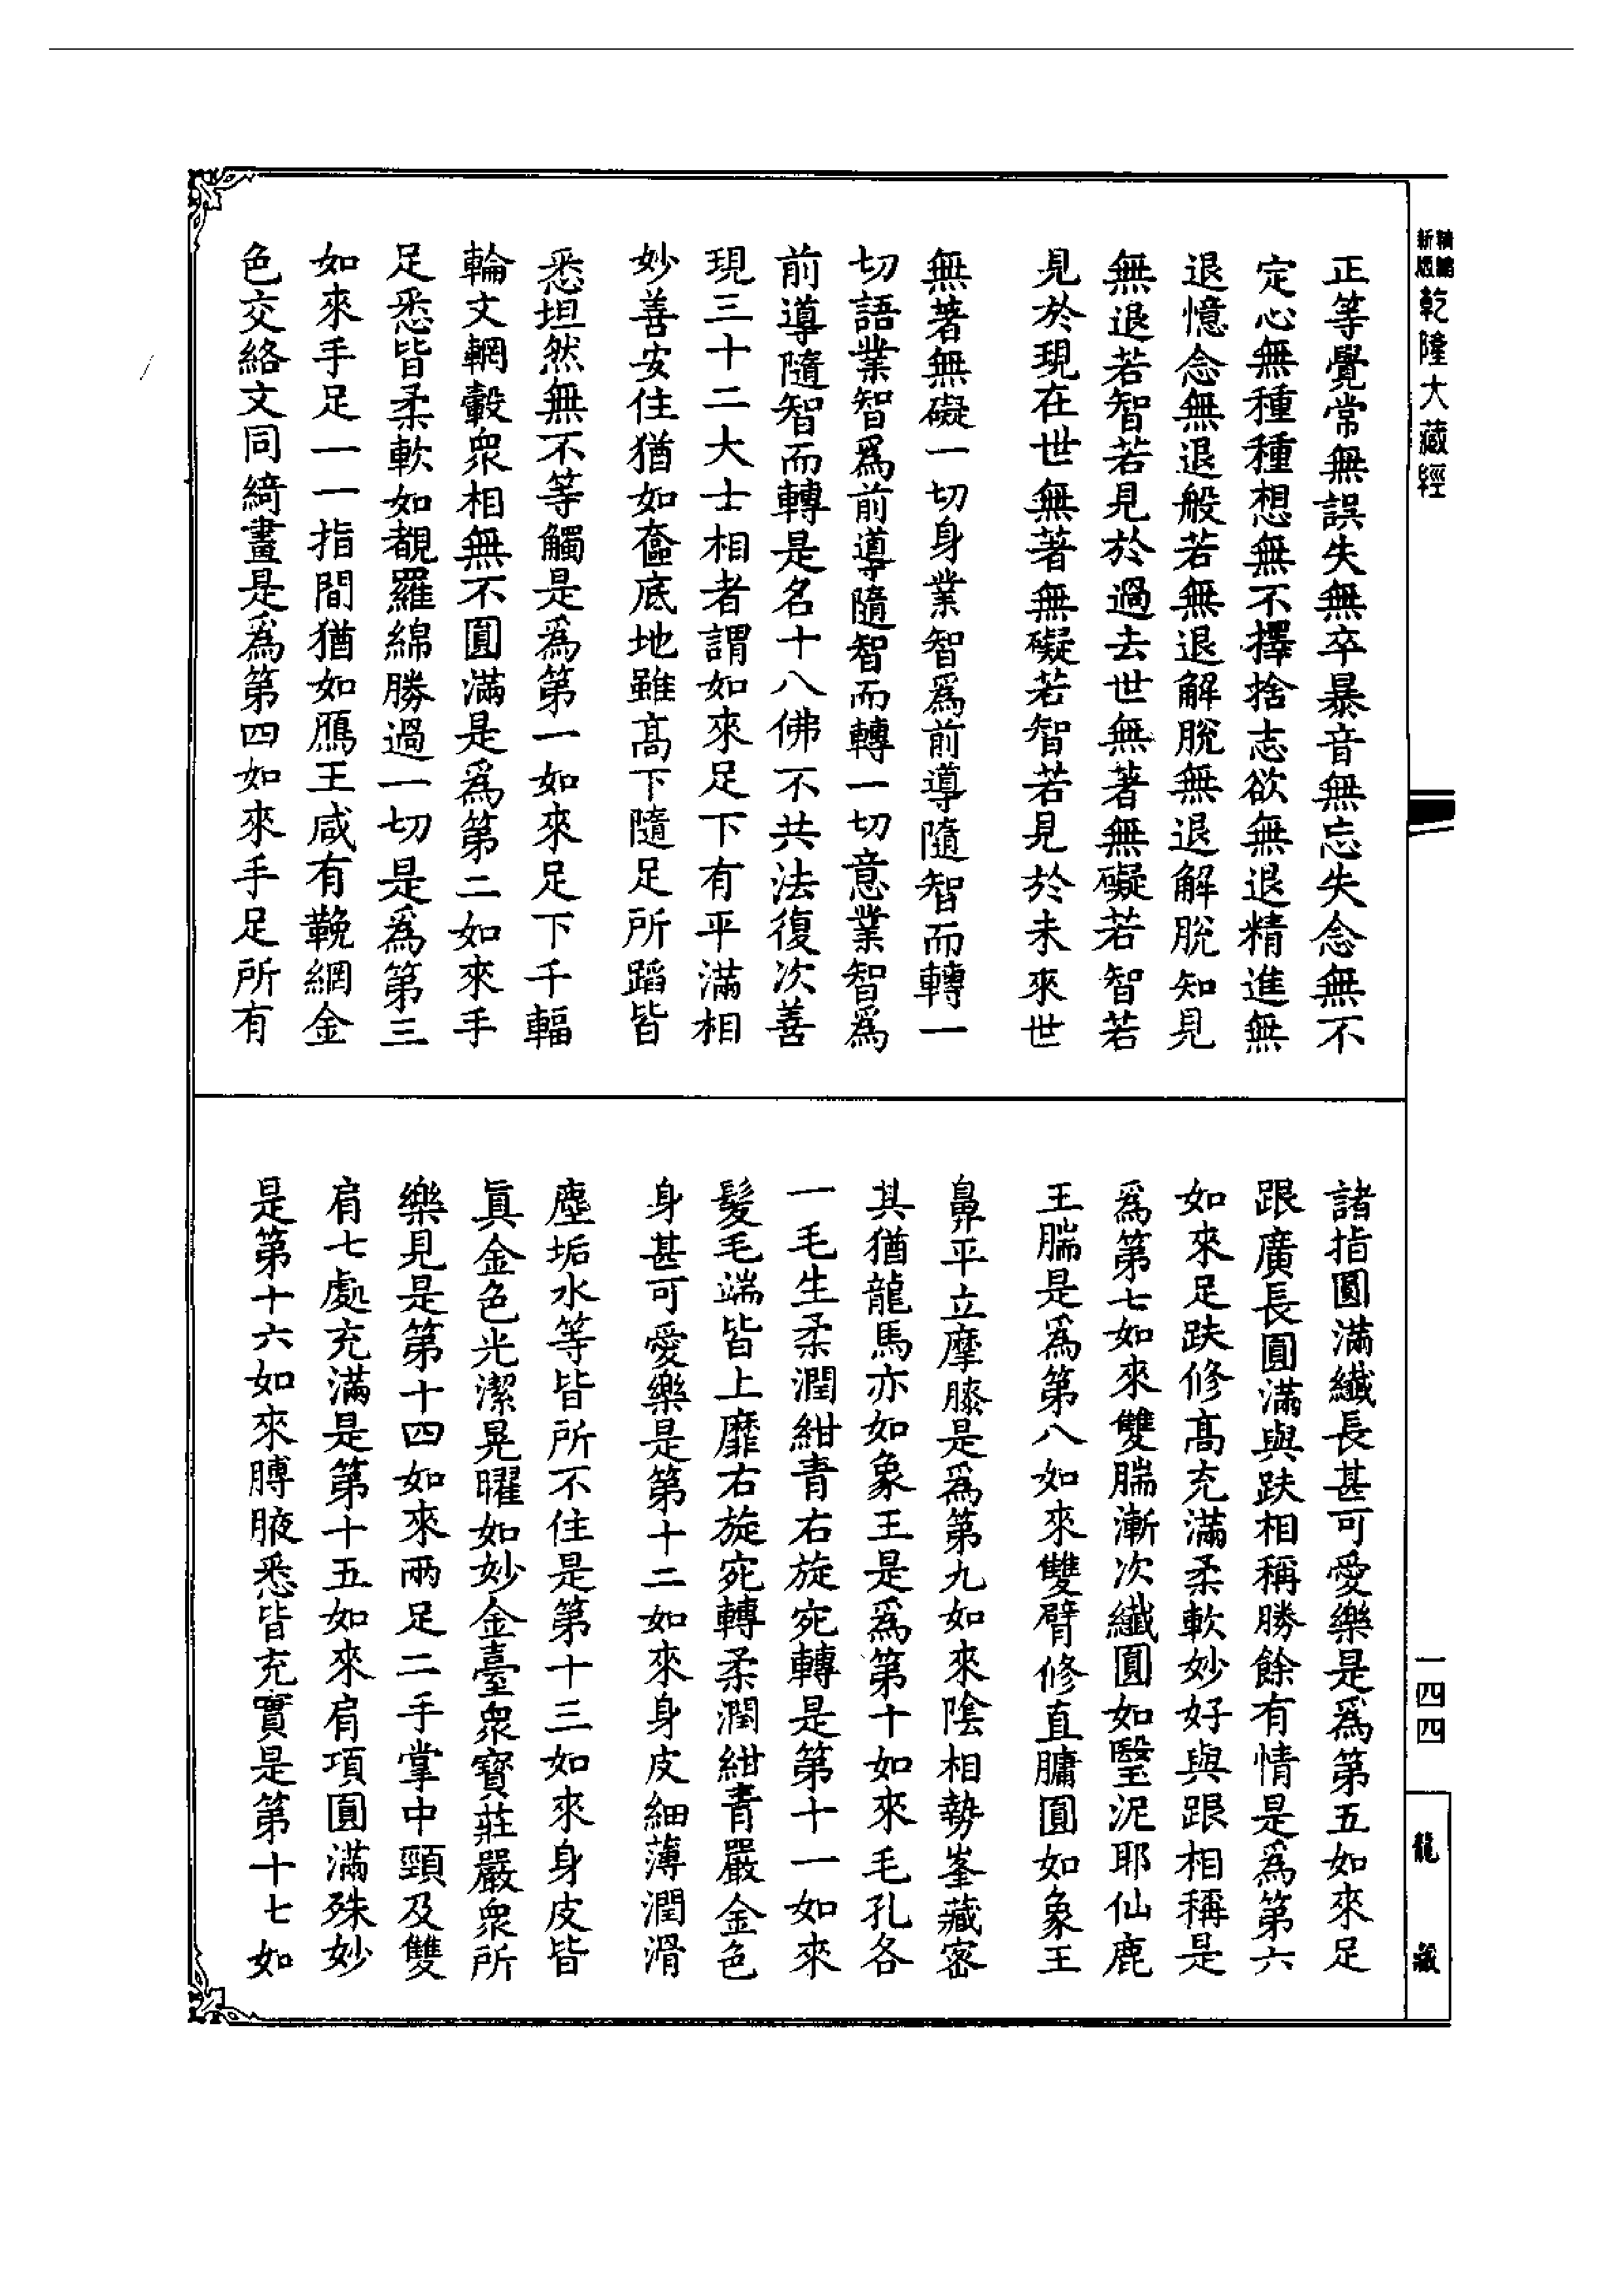 新編
新版
乾隆大藏經
正等覺常無誤失無卒暴音無忘失念無不
定心無種種想無不擇捨志欲無退精進無
退憶念無退般若無退解脫無退解脫知見
無退若智若見於過去世無著無礙若智若
見於現在世無著無礙若智若見於未來世
無著無礙一切身業智爲前導隨智而轉一
切語業智爲前導隨智而轉一切意業智爲
前導隨智而轉是名十八佛不共法復次善
現三十二大士相者謂如來足下有平滿相
妙善安住猶如奩底地雖高下隨足所蹈皆
悉坦然無不等觸是爲第一如來足下千輻
輪文輞轂衆相無不圓滿是爲第二如來手
足悉皆柔軟如覩羅綿勝過一切是爲第三
如來手足一一指間猶如鴈王咸有鞔網金
色交絡文同綺畫是爲第四如來手足所有
諸指圓滿纖長甚可愛樂是爲第五如來足
跟廣長圓滿與趺相稱勝餘有情是爲第六
如來足趺修高充滿柔軟妙好與跟相稱是
爲第七如來雙腨漸次纖圓如瑿泥耶仙鹿
王腨是爲第八如來雙臂修直𦟛圓如象王
鼻平立摩膝是爲第九如來陰相勢峯藏密
其猶龍馬亦如象王是爲第十如來毛孔各
一毛生柔潤紺青右旋宛轉是第十一如來
髮毛端皆上靡右旋宛轉柔潤紺青嚴金色
身甚可愛樂是第十二如來身皮細薄潤滑
塵垢水等皆所不住是第十三如來身皮皆
眞金色光潔晃曜如妙金臺衆寶莊嚴衆所
樂見是第十四如來兩足二手掌中頸及雙
肩七處充滿是第十五如來肩項圓滿殊妙
是第十六如來膊腋悉皆充實是第十七如
一四四
龍藏